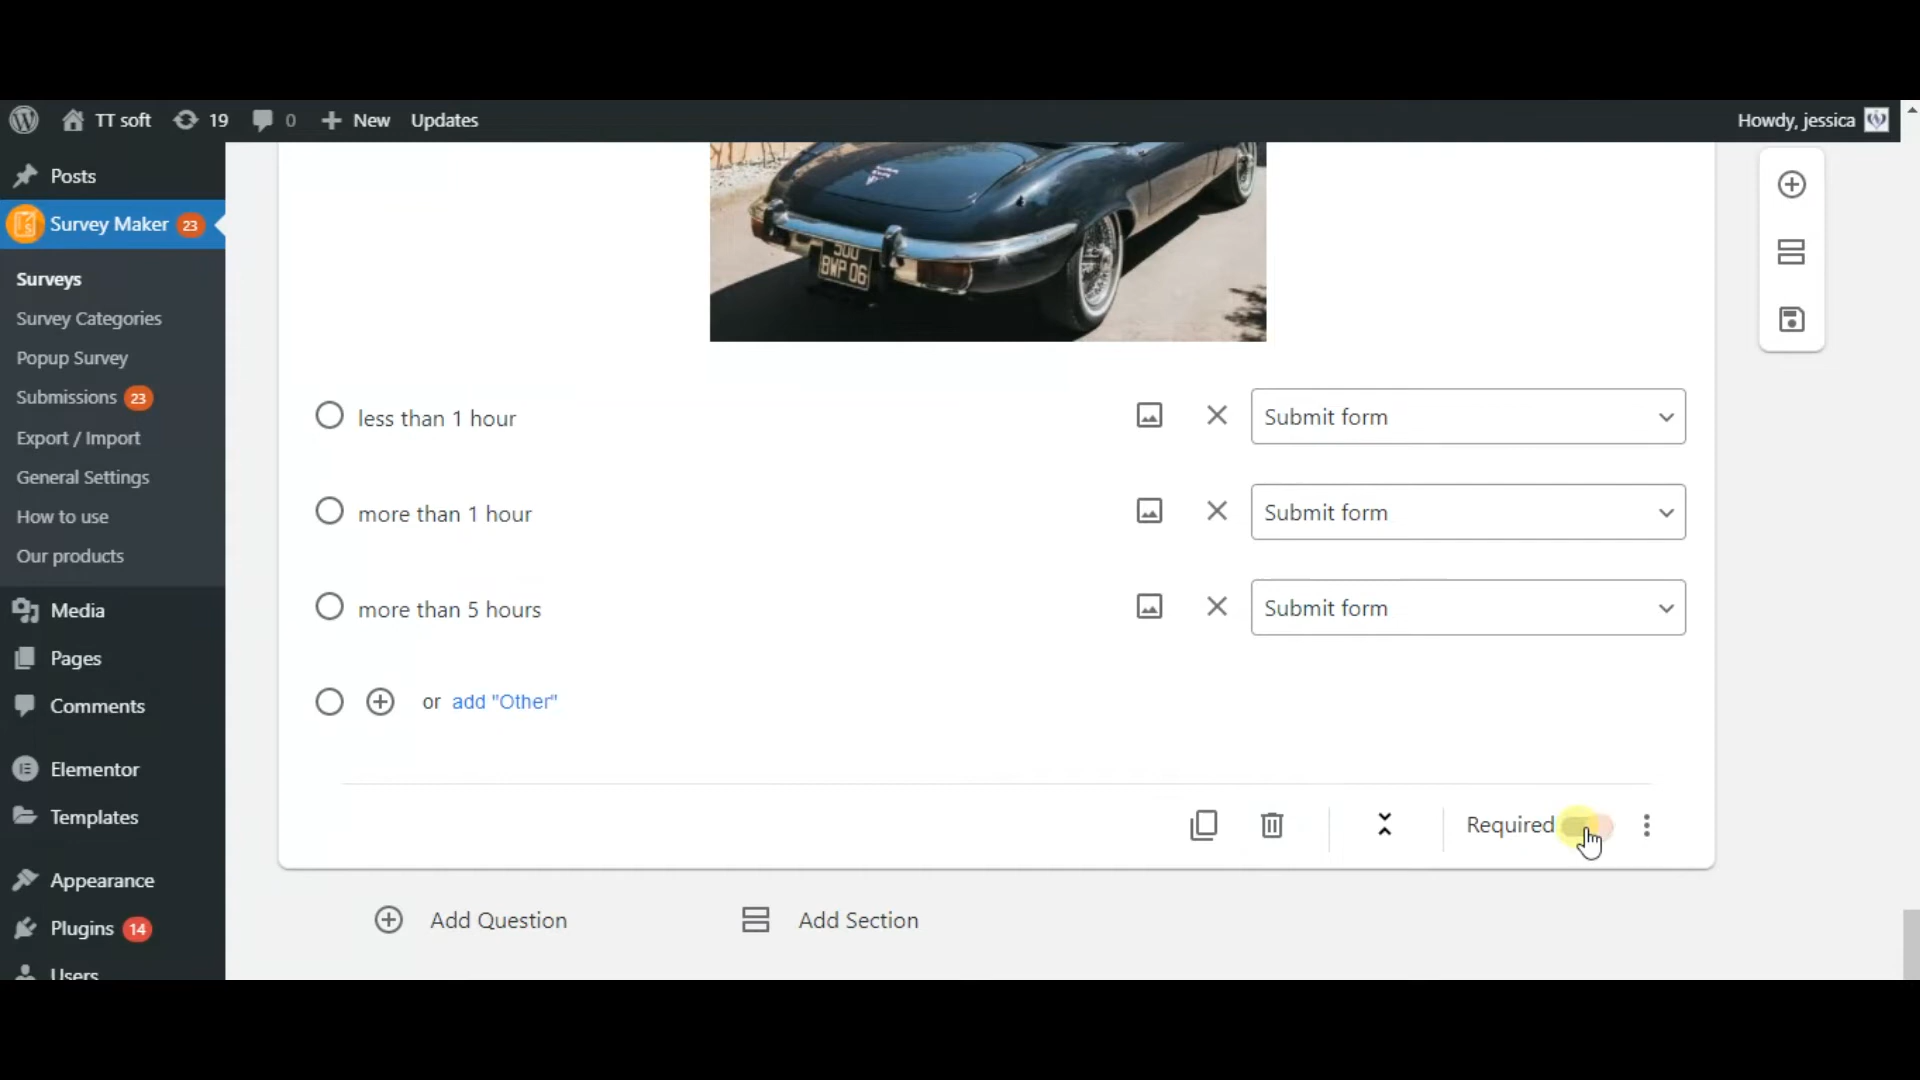 TT soft 19 0 New Updates Howdy, jessica
Posts
Survey Maker 23
Surveys
Survey Categories
Popup Survey
Submissions 23
Export / Import
General Settings
How to use
Our products
Media
Pages
Comments
Elementor
Templates
Appearance
Plugins 14
Users
BWP 06
less than 1 hour Submit form
more than 1 hour Submit form
more than 5 hours Submit form
or add "Other"
Required
Add Question Add Section